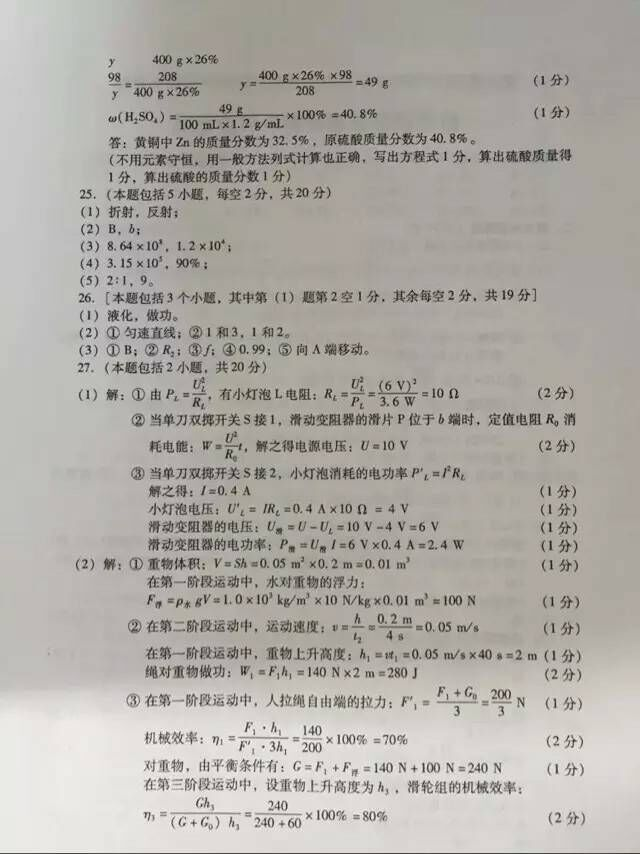 y 400 g×26%
98/y=208/(400 g×26%) y=(400 g×26%×98)/208=49 g (1 分)
ω(H₂SO₄)=49 g/(100 mL×1.2 g/mL)×100%=40.8% (1 分)
答：黄铜中 Zn 的质量分数为 32.5%，原硫酸质量分数为 40.8%。
(不用元素守恒，用一般方法列式计算也正确，写出方程式 1 分，算出硫酸质量得
1 分，算出硫酸的质量分数 1 分)
25.（本题包括 5 小题，每空 2 分，共 20 分）
(1) 折射，反射；
(2) B，b；
(3) 8.64×10⁸，1.2×10⁴；
(4) 3.15×10⁵，90%；
(5) 2∶1，9。
26.［本题包括 3 个小题，其中第（1）题第 2 空 1 分，其余每空 2 分，共 19 分］
(1) 液化，做功。
(2) ① 匀速直线；② 1 和 3，1 和 2。
(3) ① B；② R₂；③ f；④ 0.99；⑤ 向 A 端移动。
27.（本题包括 2 小题，共 20 分）
(1) 解：① 由 P_L=U_L²/R_L，有小灯泡 L 电阻：R_L=U_L²/P_L=(6 V)²/3.6 W=10 Ω (2 分)
② 当单刀双掷开关 S 接 1，滑动变阻器的滑片 P 位于 b 端时，定值电阻 R₀ 消
耗电能：W=U²/R₀ t，解之得电源电压：U=10 V (2 分)
③ 当单刀双掷开关 S 接 2，小灯泡消耗的电功率 P'_L=I²R_L
解之得：I=0.4 A (1 分)
小灯泡电压：U'_L = IR_L=0.4 A×10 Ω = 4 V (1 分)
滑动变阻器的电压：U滑=U-U_L=10 V-4 V=6 V (1 分)
滑动变阻器的电功率：P滑=U滑 I=6 V×0.4 A=2.4 W (1 分)
(2) 解：① 重物体积：V=Sh=0.05 m²×0.2 m=0.01 m³ (1 分)
在第一阶段运动中，水对重物的浮力：
F浮=ρ水 gV=1.0×10³ kg/m³×10 N/kg×0.01 m³=100 N (1 分)
② 在第二阶段运动中，运动速度：v=h/t₂=0.2 m/4 s=0.05 m/s (1 分)
在第一阶段运动中，重物上升高度：h₁=vt₁=0.05 m/s×40 s=2 m (1 分)
绳对重物做功：W₁=F₁h₁=140 N×2 m=280 J (2 分)
③ 在第一阶段运动中，人拉绳自由端的拉力：F'₁=(F₁+G₀)/3=200/3 N (1 分)
机械效率：η₁=(F₁·h₁)/(F'₁·3h₁)=140/200×100%=70% (2 分)
对重物，由平衡条件有：G=F₁+F浮=140 N+100 N=240 N (1 分)
在第三阶段运动中，设重物上升高度为 h₃，滑轮组的机械效率：
η₃=Gh₃/((G+G₀) h₃)=240/(240+60)×100%=80% (2 分)